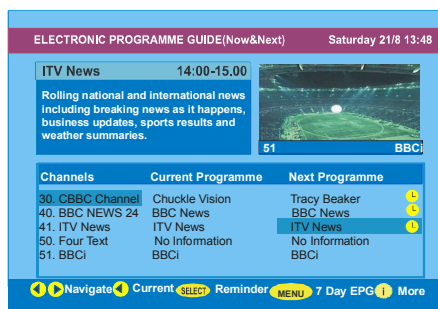 ELECTRONIC PROGRAMME GUIDE(Now&Next) Saturday 21/8 13:48
ITV News 14:00-15.00
Rolling national and international news
including breaking news as it happens,
business updates, sports results and
weather summaries.
51 BBCi
Channels Current Programme Next Programme
30. CBBC Channel Chuckle Vision Tracy Beaker
40. BBC NEWS 24 BBC News BBC News
41. ITV News ITV News ITV News
50. Four Text No Information No Information
51. BBCi BBCi BBCi
Navigate Current SELECT Reminder MENU 7 Day EPG i More